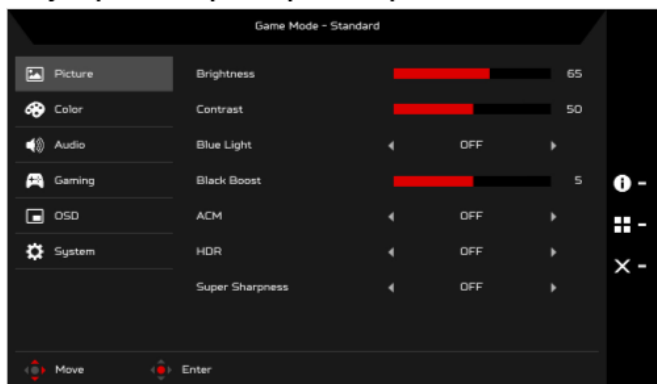 Game Mode - Standard
Picture
Brightness 65
Color
Contrast 50
Audio
Blue Light OFF
Gaming
Black Boost 5
OSD
ACM OFF
System
HDR OFF
Super Sharpness OFF
Move Enter